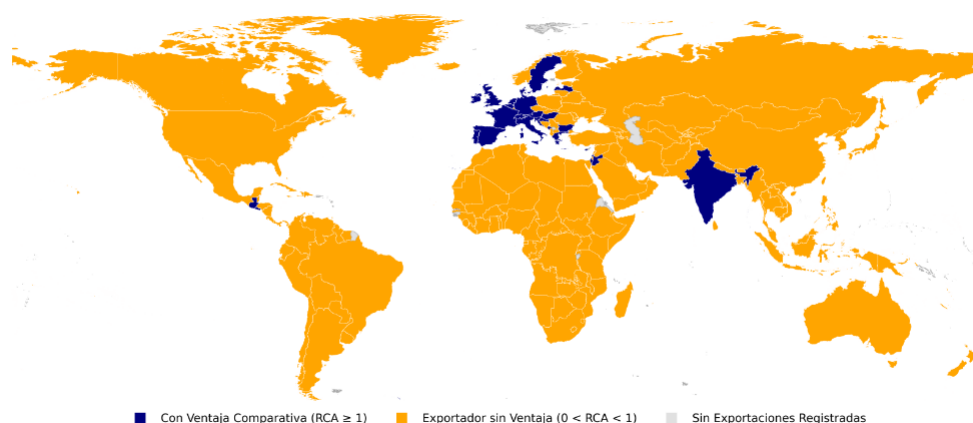 Con Ventaja Comparativa (RCA ≥ 1) Exportador sin Ventaja (0 < RCA < 1) Sin Exportaciones Registradas